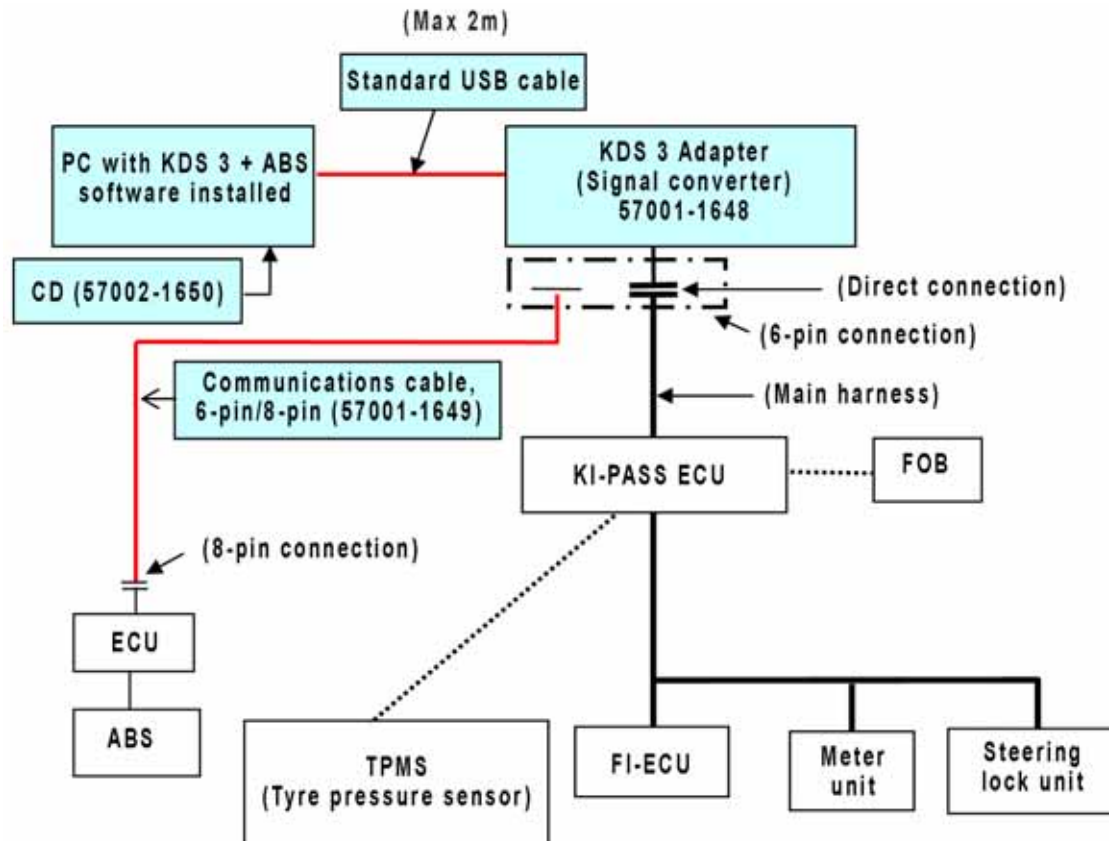 (Max 2m)
Standard USB cable
PC with KDS 3 + ABS
software installed
KDS 3 Adapter
(Signal converter)
57001-1648
CD (57002-1650)
(Direct connection)
(6-pin connection)
Communications cable,
6-pin/8-pin (57001-1649)
(Main harness)
KI-PASS ECU
FOB
(8-pin connection)
ECU
ABS
TPMS
(Tyre pressure sensor)
FI-ECU
Meter
unit
Steering
lock unit